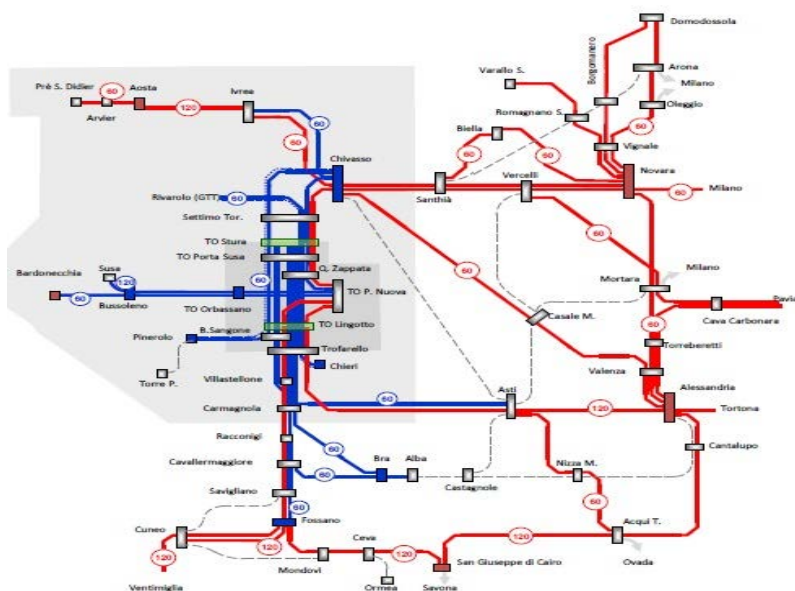 Domodossola
Borgomanero
Arona
Milano
Oleggio
60
Varallo S.
Romagnano S.
Vignale
Prè S. Didier
60
Aosta
Arvier
120
Ivrea
60
60
Biella
60
60
Chivasso
Santhià
Vercelli
Novara
60
Milano
Rivarolo (GTT)
60
Settimo Tor.
TO Stura
TO Porta Susa
Q. Zappata
TO P. Nuova
60
Susa
120
Bardonecchia
60
Bussoleno
TO Orbassano
60
60
60
Mortara
Milano
Pavia
Cava Carbonara
Casale M.
60
Torreberetti
Pinerolo
B.Sangone
TO Lingotto
Trofarello
Torre P.
Chieri
Villastellone
Valenza
Asti
Alessandria
Carmagnola
60
120
Tortona
Racconigi
Cantalupo
60
Cavallermaggiore
Bra
Alba
60
Castagnole
Nizza M.
60
Savigliano
60
Fossano
Cuneo
120
Ceva
120
120
Acqui T.
120
Mondovì
Ormea
San Giuseppe di Cairo
Ovada
Ventimiglia
Savona